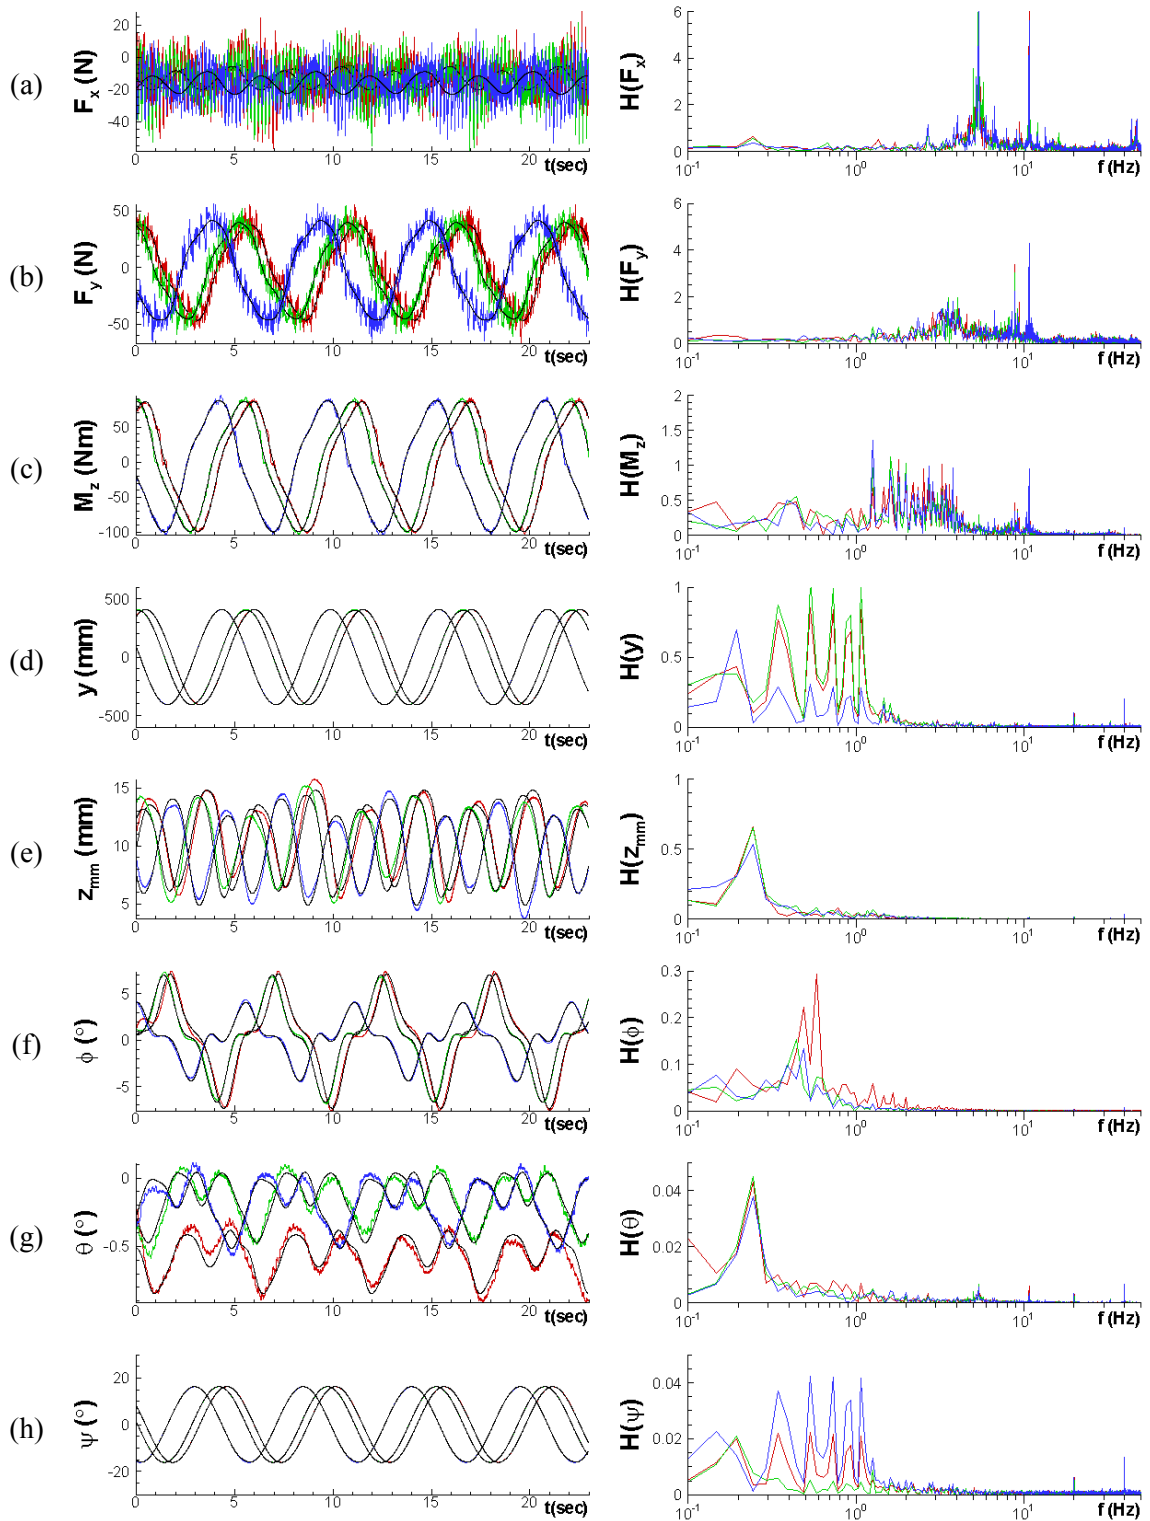 (a)
F_x (N)
20
0
-20
-40
0 5 10 15 20
t(sec)
H(F_x)
6
4
2
0
10^-1 10^0 10^1
f (Hz)
(b)
F_y (N)
50
0
-50
0 5 10 15 20
t(sec)
H(F_y)
6
4
2
0
10^-1 10^0 10^1
f (Hz)
(c)
M_z (Nm)
50
0
-50
-100
0 5 10 15 20
t(sec)
H(M_z)
2
1.5
1
0.5
0
10^-1 10^0 10^1
f (Hz)
(d)
y (mm)
500
0
-500
0 5 10 15 20
t(sec)
H(y)
1
0.5
0
10^-1 10^0 10^1
f (Hz)
(e)
z_mm (mm)
15
10
5
0 5 10 15 20
t(sec)
H(z_mm)
1
0.5
0
10^-1 10^0 10^1
f (Hz)
(f)
ϕ (°)
5
0
-5
0 5 10 15 20
t(sec)
H(ϕ)
0.3
0.2
0.1
0
10^-1 10^0 10^1
f (Hz)
(g)
θ (°)
0
-0.5
0 5 10 15 20
t(sec)
H(θ)
0.04
0.02
0
10^-1 10^0 10^1
f (Hz)
(h)
ψ (°)
20
0
-20
0 5 10 15 20
t(sec)
H(ψ)
0.04
0.02
0
10^-1 10^0 10^1
f (Hz)